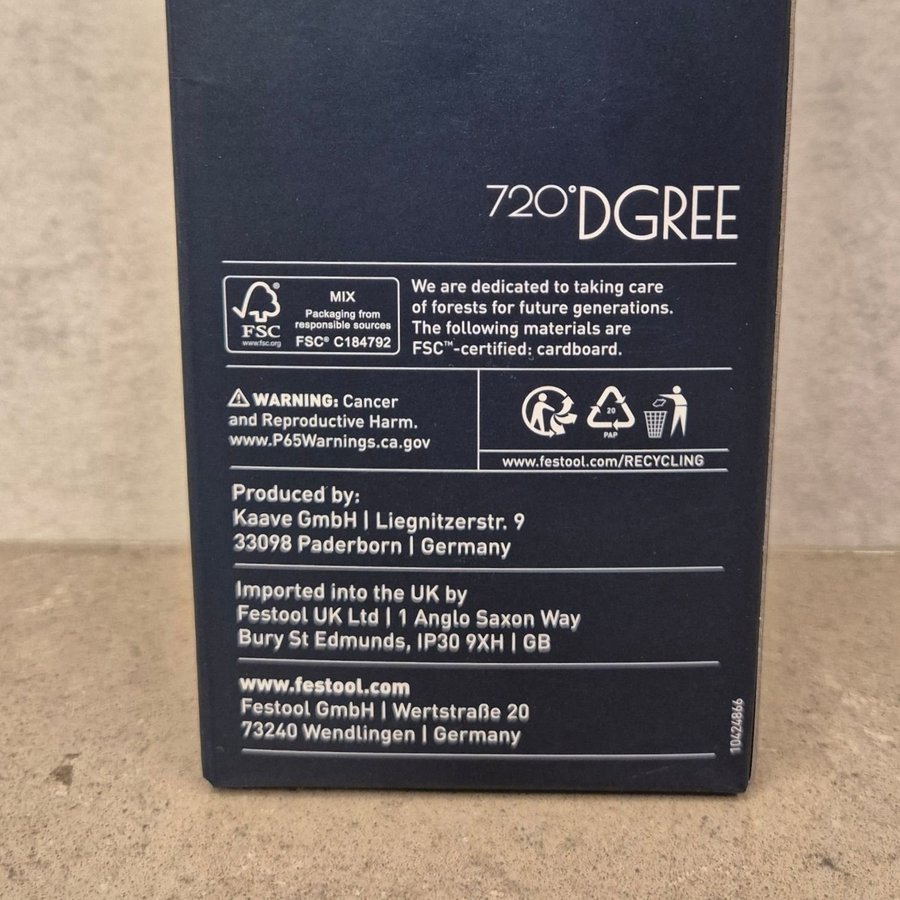 720°DGREE
FSC®
www.fsc.org
MIX
Packaging from
responsible sources
FSC® C184792
We are dedicated to taking care
of forests for future generations.
The following materials are
FSC™-certified: cardboard.
⚠ WARNING: Cancer
and Reproductive Harm.
www.P65Warnings.ca.gov
20
PAP
www.festool.com/RECYCLING
Produced by:
Kaave GmbH | Liegnitzerstr. 9
33098 Paderborn | Germany
Imported into the UK by
Festool UK Ltd | 1 Anglo Saxon Way
Bury St Edmunds, IP30 9XH | GB
www.festool.com
Festool GmbH | Wertstraße 20
73240 Wendlingen | Germany
10424866